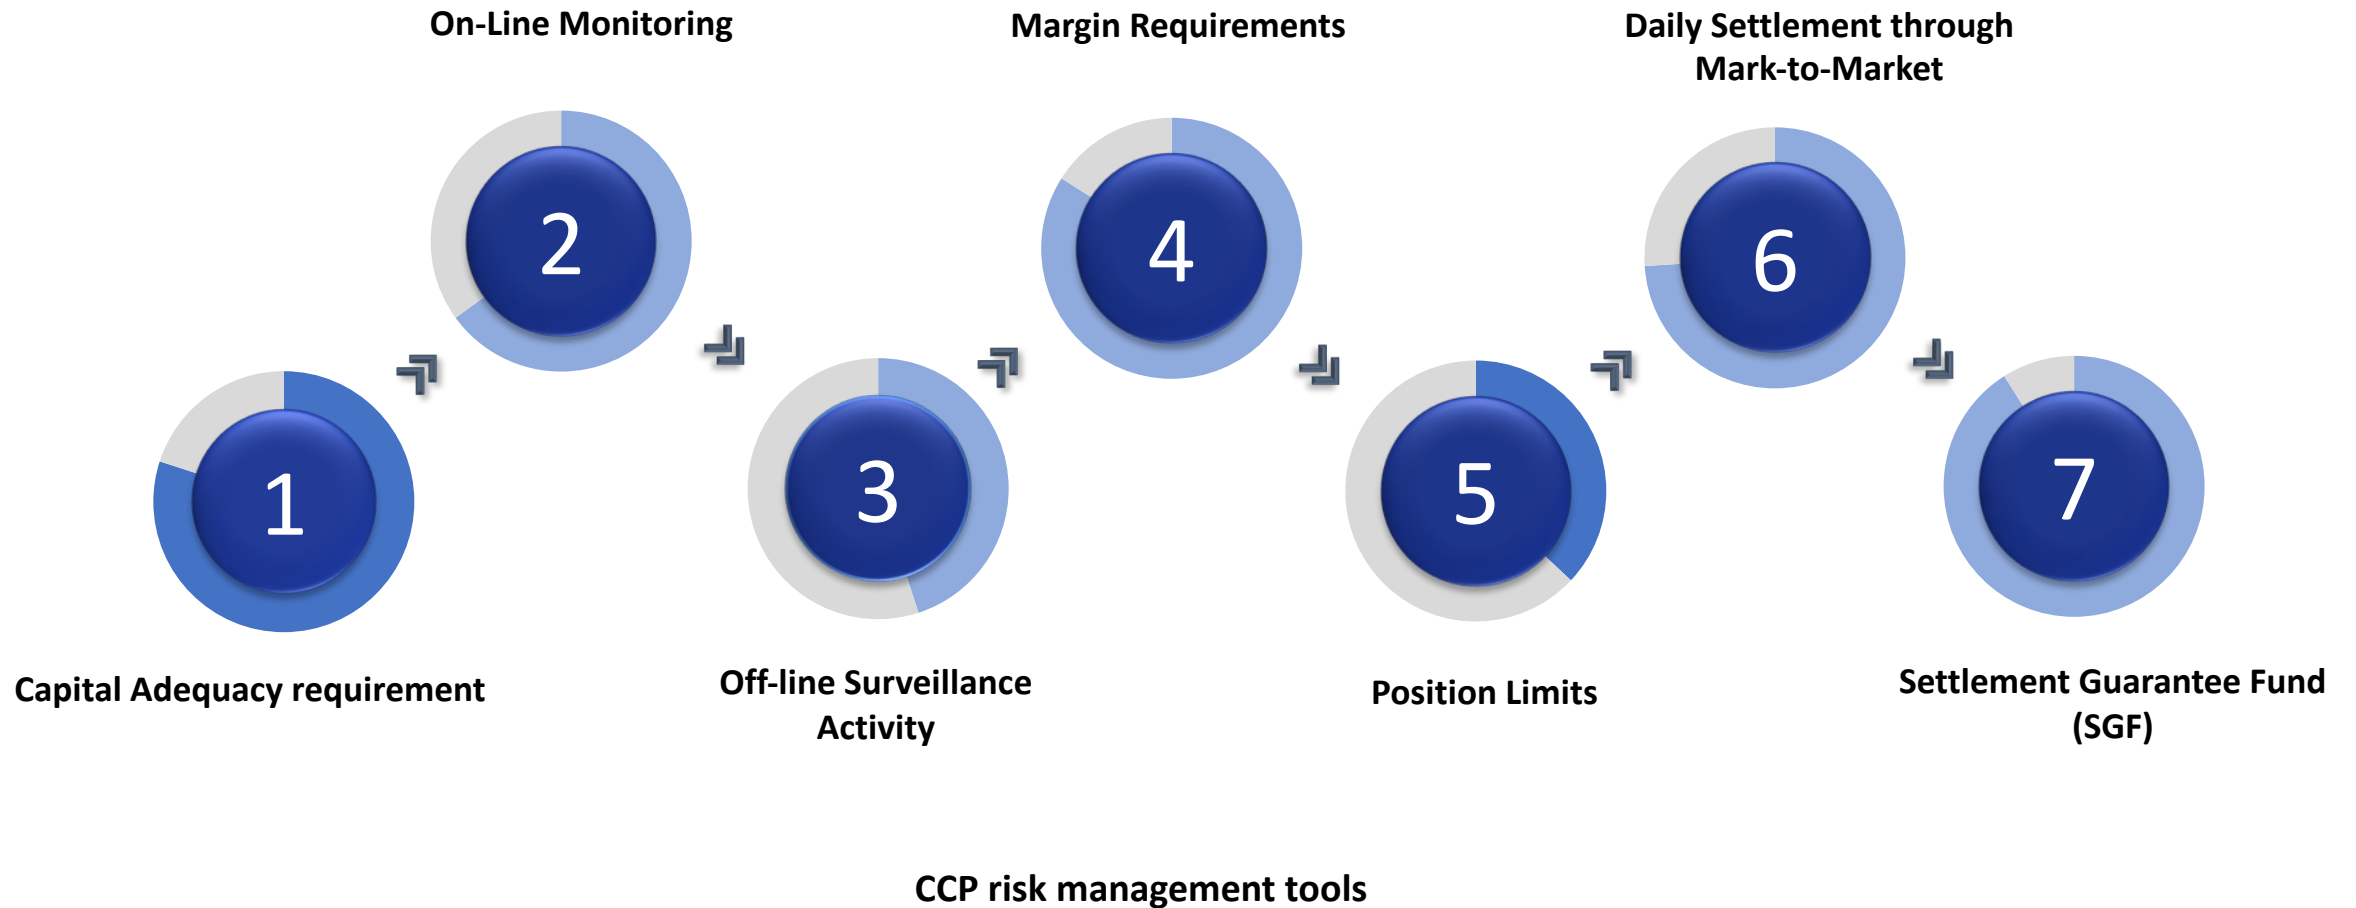 On-Line Monitoring
Margin Requirements
Daily Settlement through
Mark-to-Market
2
4
6
1
3
5
7
Capital Adequacy requirement
Off-line Surveillance
Activity
Position Limits
Settlement Guarantee Fund
(SGF)
CCP risk management tools